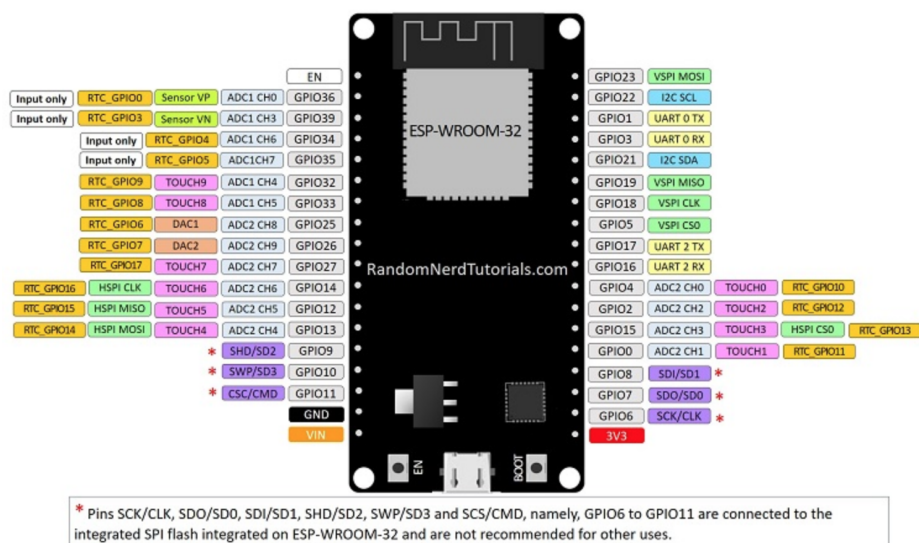 EN
GPIO23 VSPI MOSI
Input only RTC_GPIO0 Sensor VP ADC1 CH0 GPIO36
GPIO22 I2C SCL
Input only RTC_GPIO3 Sensor VN ADC1 CH3 GPIO39
GPIO1 UART 0 TX
Input only RTC_GPIO4 ADC1 CH6 GPIO34
ESP-WROOM-32
GPIO3 UART 0 RX
Input only RTC_GPIO5 ADC1CH7 GPIO35
GPIO21 I2C SDA
RTC_GPIO9 TOUCH9 ADC1 CH4 GPIO32
GPIO19 VSPI MISO
RTC_GPIO8 TOUCH8 ADC1 CH5 GPIO33
GPIO18 VSPI CLK
RTC_GPIO6 DAC1 ADC2 CH8 GPIO25
GPIO5 VSPI CS0
RTC_GPIO7 DAC2 ADC2 CH9 GPIO26
GPIO17 UART 2 TX
RTC_GPIO17 TOUCH7 ADC2 CH7 GPIO27
RandomNerdTutorials.com
GPIO16 UART 2 RX
RTC_GPIO16 HSPI CLK TOUCH6 ADC2 CH6 GPIO14
GPIO4 ADC2 CH0 TOUCH0 RTC_GPIO10
RTC_GPIO15 HSPI MISO TOUCH5 ADC2 CH5 GPIO12
GPIO2 ADC2 CH2 TOUCH2 RTC_GPIO12
RTC_GPIO14 HSPI MOSI TOUCH4 ADC2 CH4 GPIO13
GPIO15 ADC2 CH3 TOUCH3 HSPI CS0 RTC_GPIO13
* SHD/SD2 GPIO9
GPIO0 ADC2 CH1 TOUCH1 RTC_GPIO11
* SWP/SD3 GPIO10
GPIO8 SDI/SD1 *
* CSC/CMD GPIO11
GPIO7 SDO/SD0 *
GND
GPIO6 SCK/CLK *
VIN
3V3
EN
BOOT
* Pins SCK/CLK, SDO/SD0, SDI/SD1, SHD/SD2, SWP/SD3 and SCS/CMD, namely, GPIO6 to GPIO11 are connected to the
integrated SPI flash integrated on ESP-WROOM-32 and are not recommended for other uses.